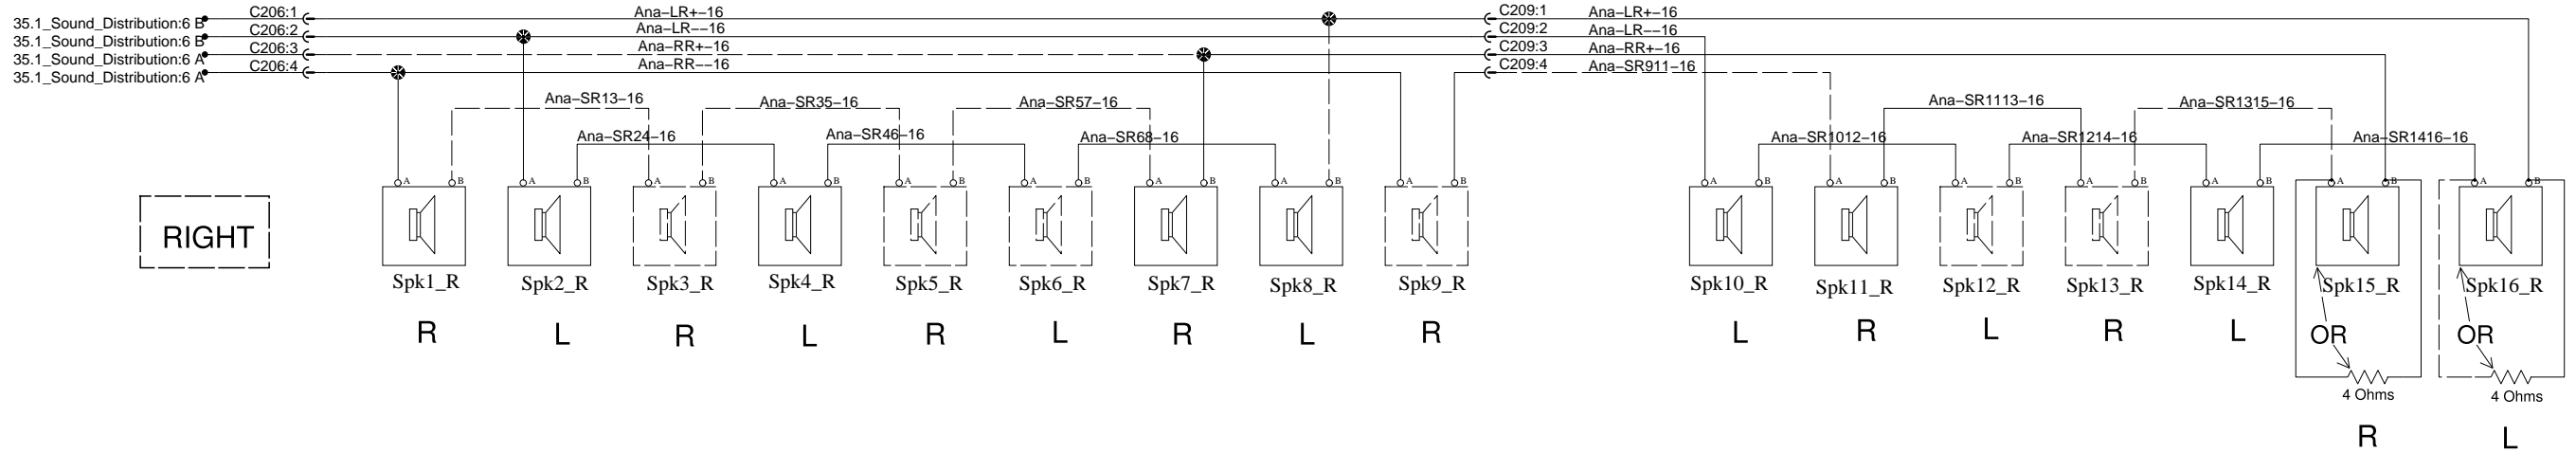 35.1_Sound_Distribution:6 B C206:1 Ana–LR+–16 C209:1 Ana–LR+–16
35.1_Sound_Distribution:6 B C206:2 Ana–LR––16 C209:2 Ana–LR––16
35.1_Sound_Distribution:6 A C206:3 Ana–RR+–16 C209:3 Ana–RR+–16
35.1_Sound_Distribution:6 A C206:4 Ana–RR––16 C209:4 Ana–SR911–16
Ana–SR13–16 Ana–SR35–16 Ana–SR57–16 Ana–SR1113–16 Ana–SR1315–16
Ana–SR24–16 Ana–SR46–16 Ana–SR68–16 Ana–SR1012–16 Ana–SR1214–16 Ana–SR1416–16
A B A B A B A B A B A B A B A B A B A B A B A B A B A B A B A B
RIGHT
Spk1_R Spk2_R Spk3_R Spk4_R Spk5_R Spk6_R Spk7_R Spk8_R Spk9_R Spk10_R Spk11_R Spk12_R Spk13_R Spk14_R Spk15_R Spk16_R
R L R L R L R L R L R L R L OR OR
4 Ohms 4 Ohms
R L